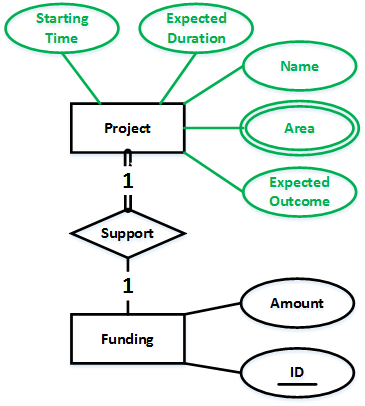 Starting
Time
Expected
Duration
Name
Project
Area
1
Expected
Outcome
Support
1
Amount
Funding
ID